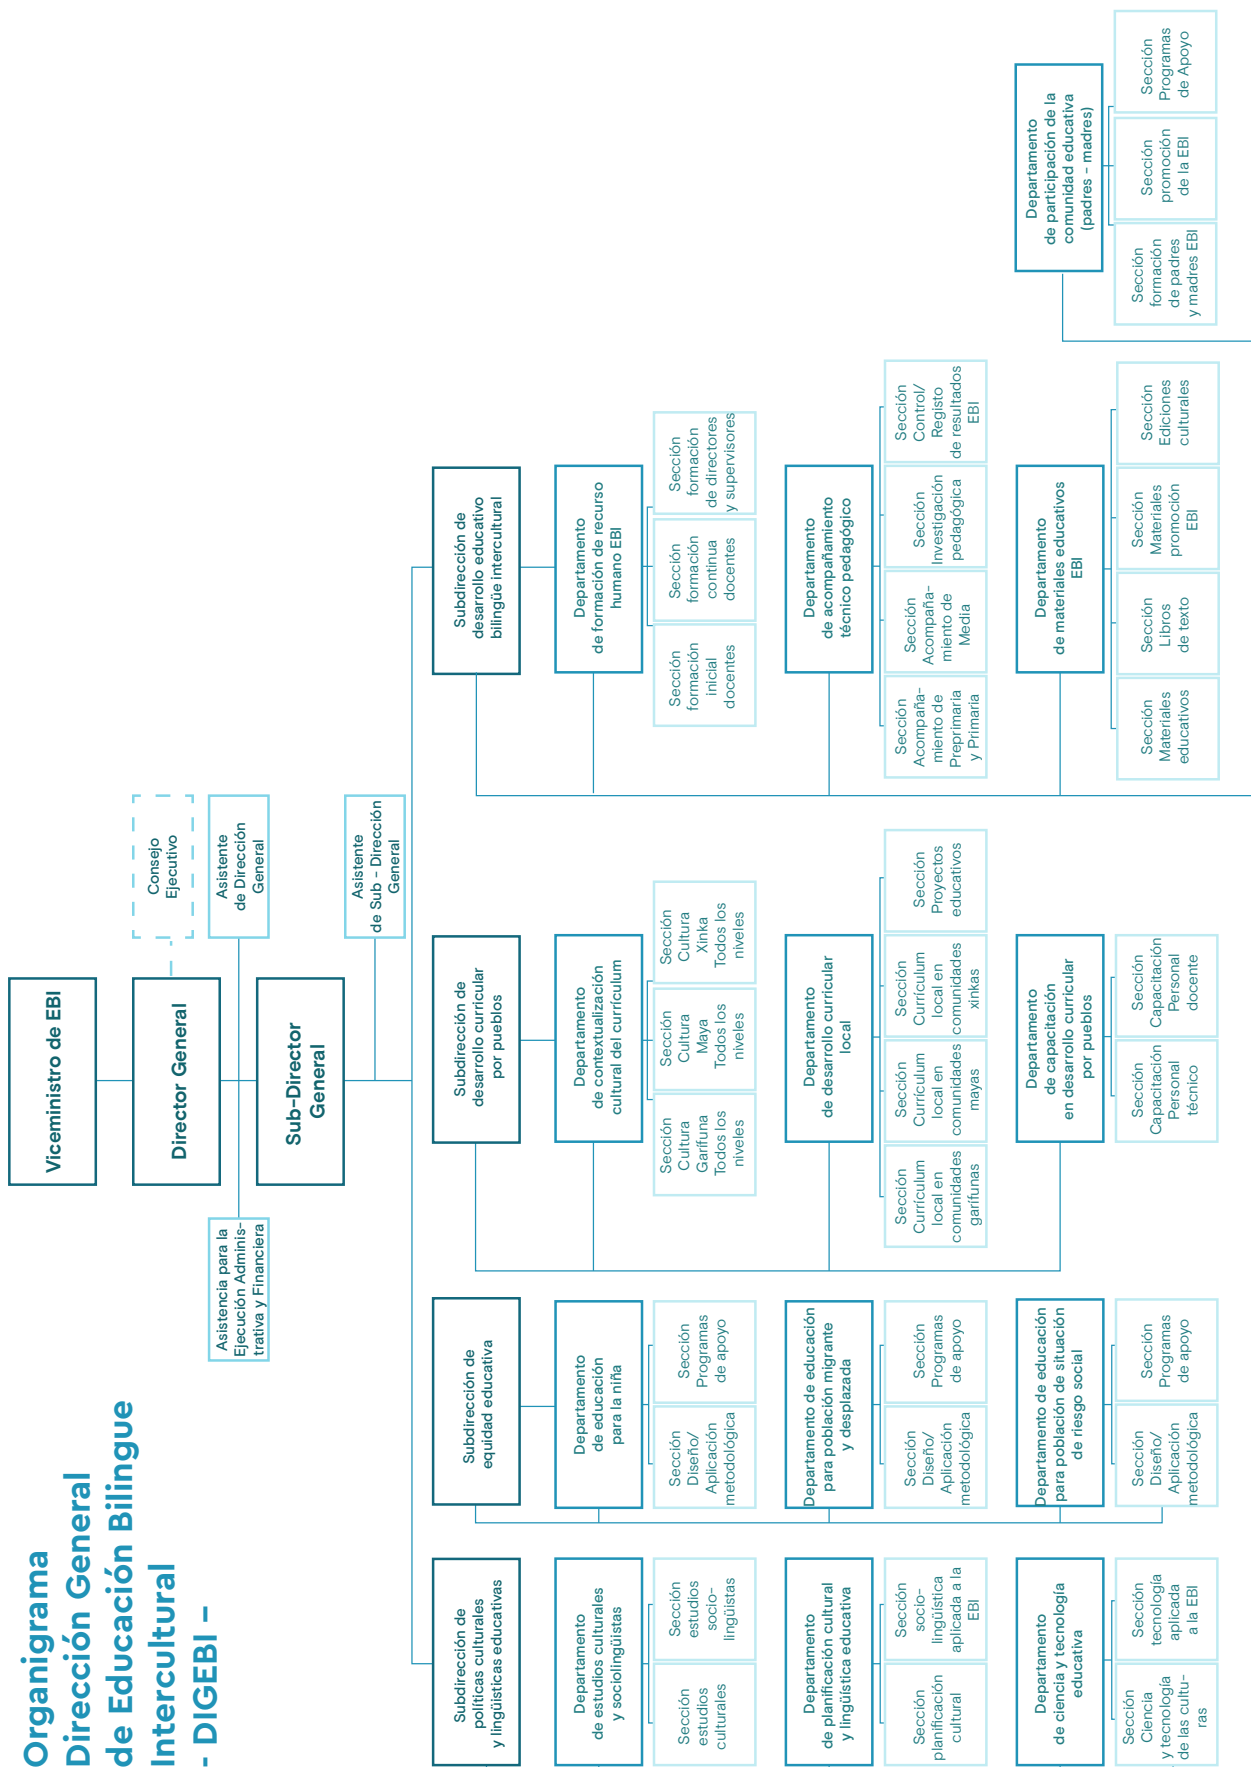 Organigrama
Dirección General
de Educación Bilingue
Intercultural
- DIGEBI –
Viceministro de EBI
Director General
Consejo
Ejecutivo
Asistencia para la
Ejecución Adminis-
trativa y Financiera
Asistente
de Dirección
General
Sub-Director
General
Asistente
de Sub - Dirección
General
Subdirección de
políticas culturales
y lingüísticas educativas
Departamento
de estudios culturales
y sociolingüistas
Sección
estudios
culturales
Sección
estudios
socio-
lingüistas
Departamento
de planificación cultural
y lingüística educativa
Sección
planificación
cultural
Sección
socio-
lingüística
aplicada a la
EBI
Departamento
de ciencia y tecnología
educativa
Sección
Ciencia
y tecnología
de las cultu-
ras
Sección
tecnología
aplicada
a la EBI
Subdirección de
equidad educativa
Departamento
de educación
para la niña
Sección
Diseño/
Aplicación
metodológica
Sección
Programas
de apoyo
Departamento de educación
para población migrante
y desplazada
Sección
Diseño/
Aplicación
metodológica
Sección
Programas
de apoyo
Departamento de educación
para población de situación
de riesgo social
Sección
Diseño/
Aplicación
metodológica
Sección
Programas
de apoyo
Subdirección de
desarrollo curricular
por pueblos
Departamento
de contextualización
cultural del currículum
Sección
Cultura
Garífuna
Todos los
niveles
Sección
Cultura
Maya
Todos los
niveles
Sección
Cultura
Xinka
Todos los
niveles
Departamento
de desarrollo curricular
local
Sección
Currículum
local en
comunidades
garífunas
Sección
Currículum
local en
comunidades
mayas
Sección
Currículum
local en
comunidades
xinkas
Sección
Proyectos
educativos
Departamento
de capacitación
en desarrollo curricular
por pueblos
Sección
Capacitación
Personal
técnico
Sección
Capacitación
Personal
docente
Subdirección de
desarrollo educativo
bilingüe intercultural
Departamento
de formación de recurso
humano EBI
Sección
formación
inicial
docentes
Sección
formación
continua
docentes
Sección
formación
de directores
y supervisores
Departamento
de acompañamiento
técnico pedagógico
Sección
Acompaña-
miento de
Preprimaria
y Primaria
Sección
Acompaña-
miento de
Media
Sección
Investigación
pedagógica
Sección
Control/
Registo
de resultados
EBI
Departamento
de materiales educativos
EBI
Sección
Materiales
educativos
Sección
Libros
de texto
Sección
Materiales
promoción
EBI
Sección
Ediciones
culturales
Departamento
de participación de la
comunidad educativa
(padres - madres)
Sección
formación
de padres
y madres EBI
Sección
promoción
de la EBI
Sección
Programas
de Apoyo